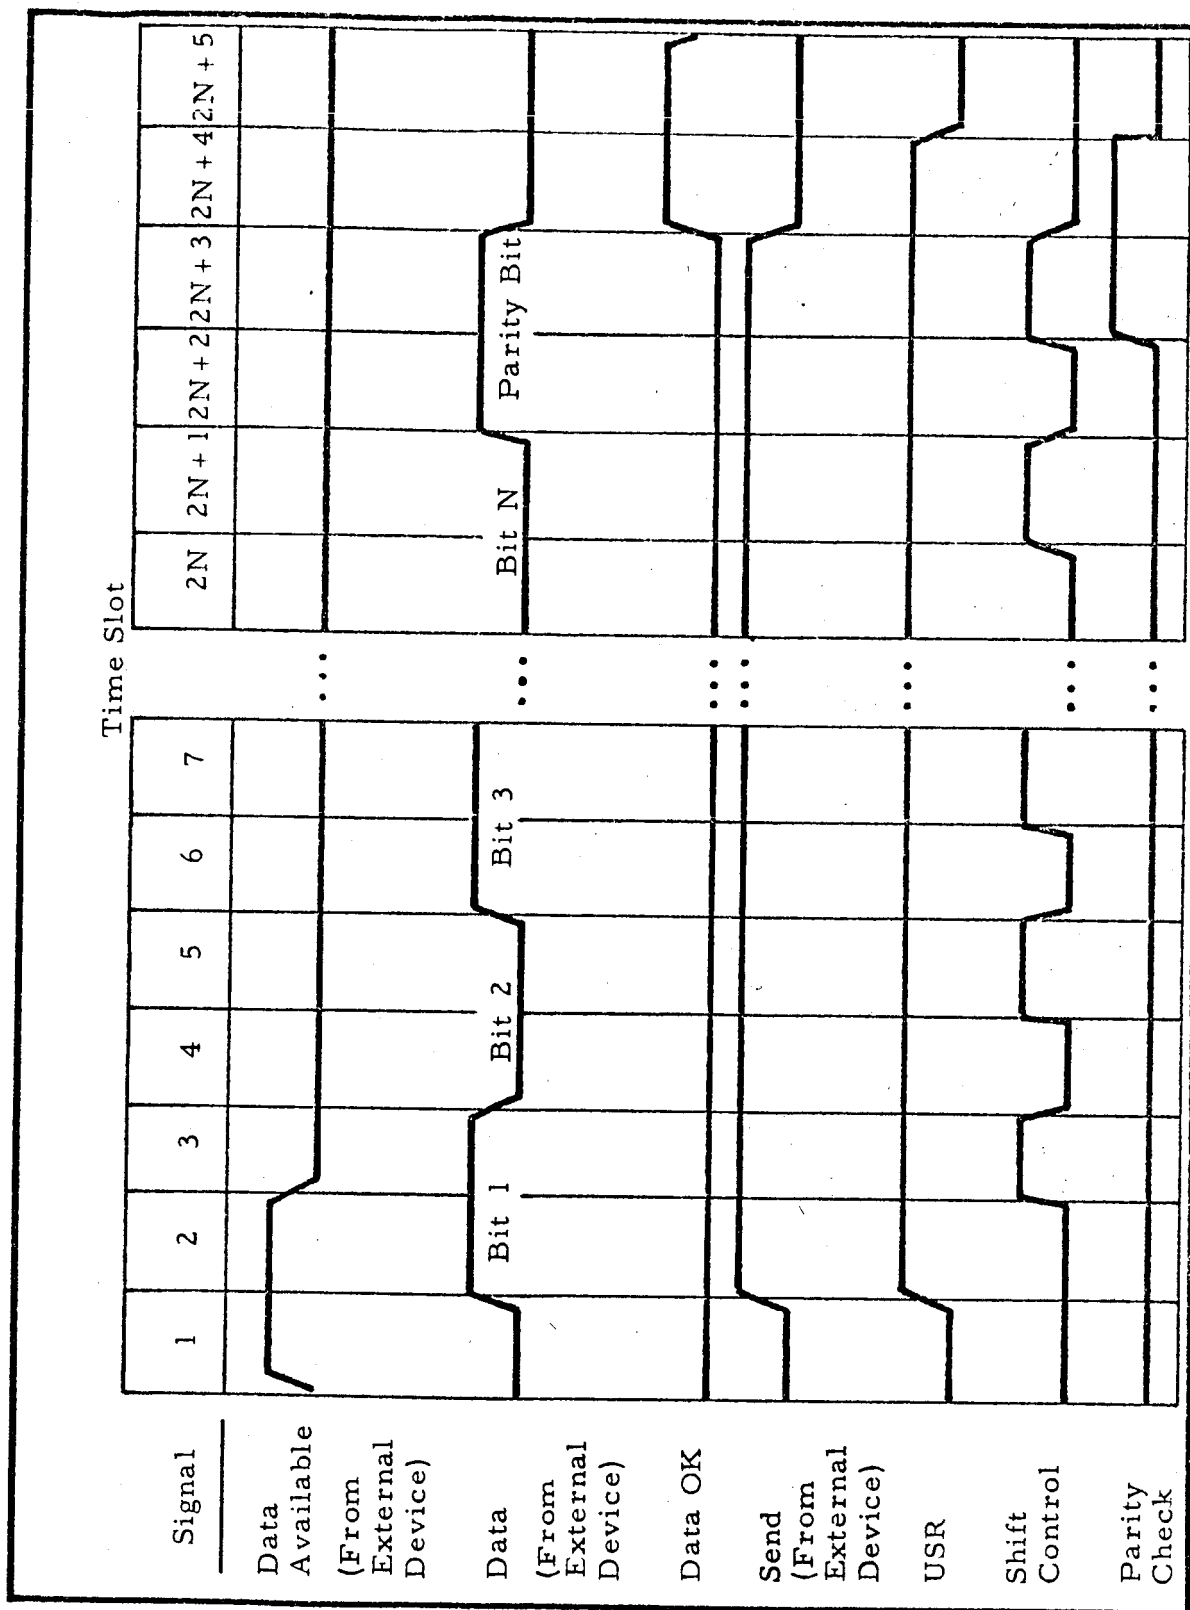 Time Slot
Signal 1 2 3 4 5 6 7 2N 2N + 1 2N + 2 2N + 3 2N + 4 2N + 5
Data
Available
(From
External
Device)
Data
Bit 1 Bit 2 Bit 3 ... Bit N Parity Bit
(From
External
Device)
Data OK
Send
(From
External
Device)
USR
Shift
Control
Parity
Check